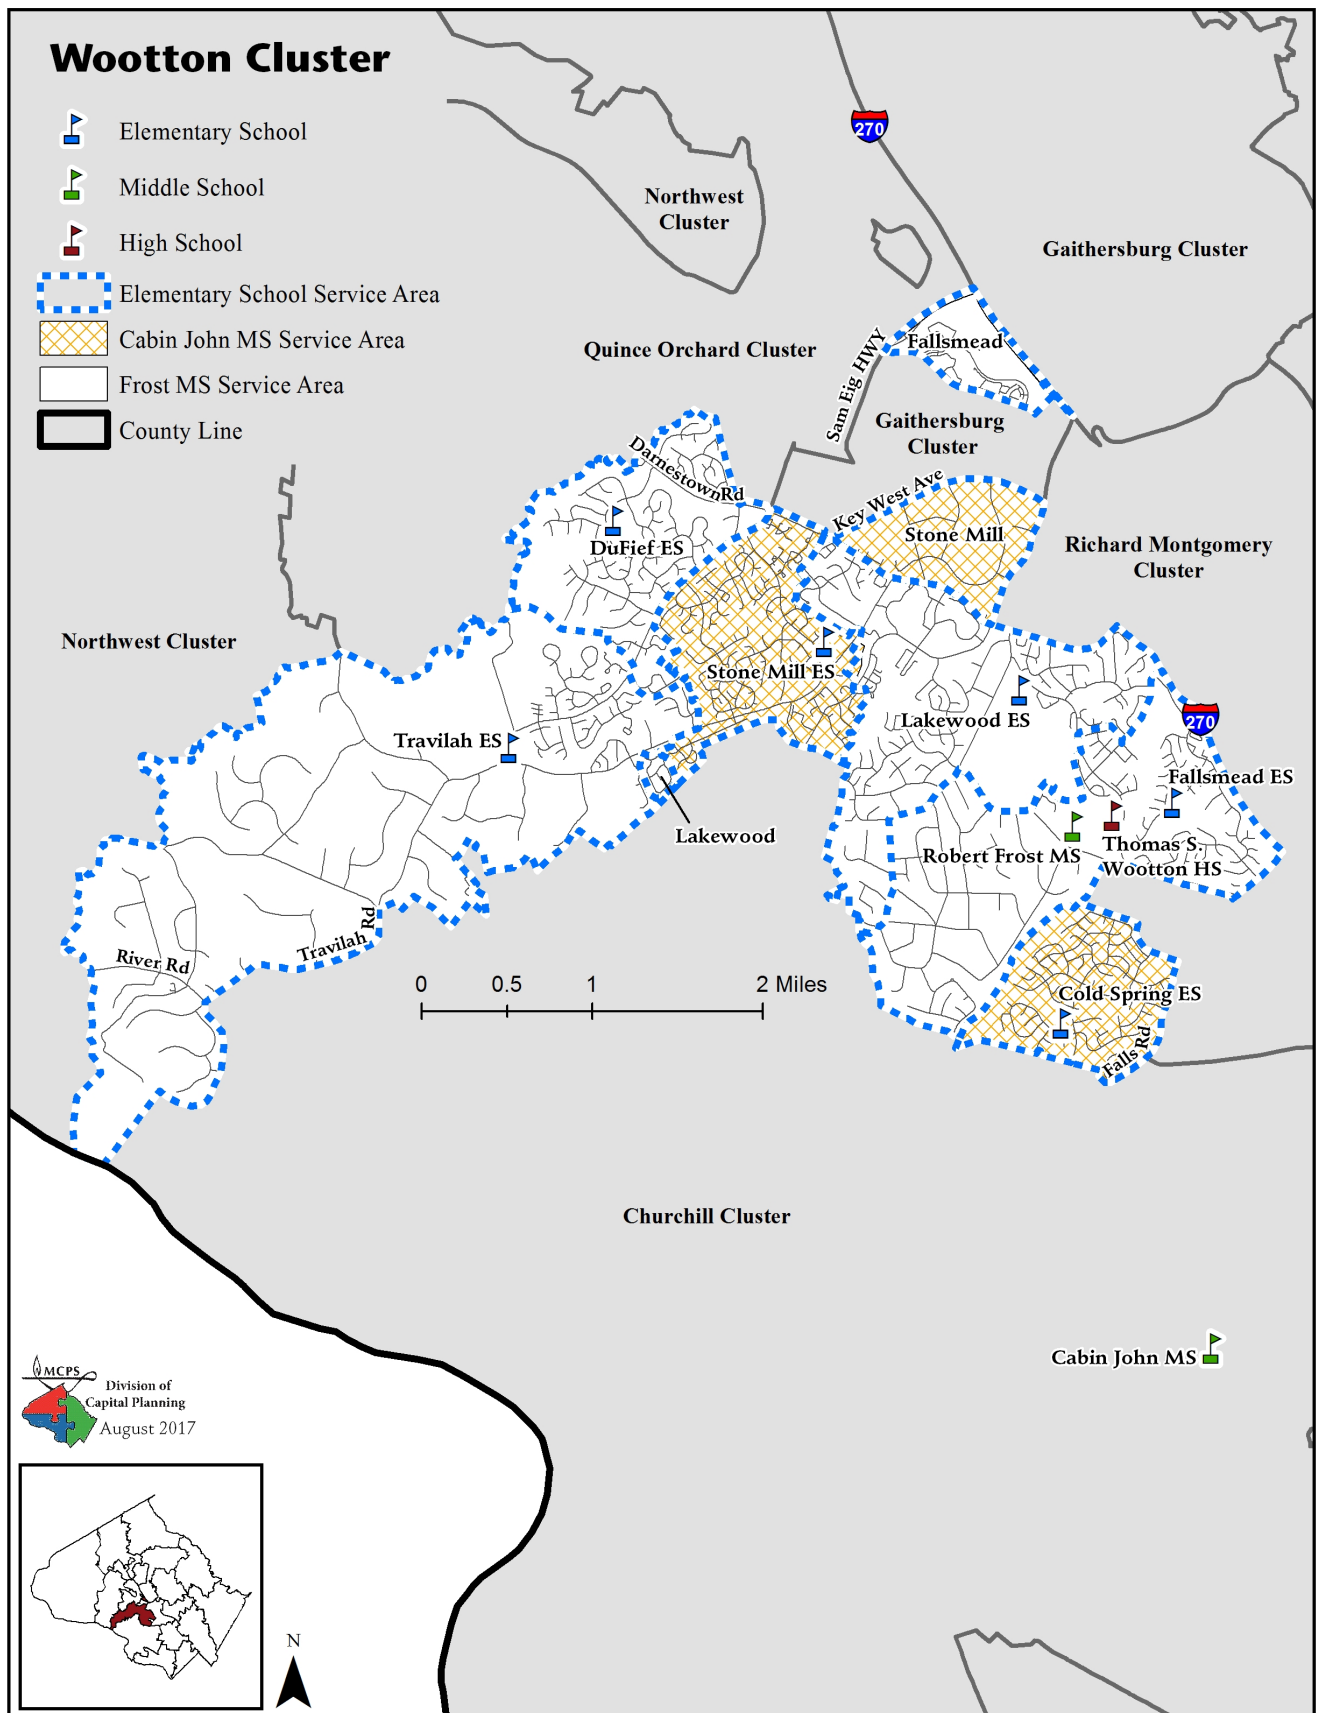 Wootton Cluster
Elementary School
Middle School
High School
Elementary School Service Area
Cabin John MS Service Area
Frost MS Service Area
County Line
270
Northwest
Cluster
Gaithersburg Cluster
Quince Orchard Cluster
Sam Eig HWY
Fallsmead
Gaithersburg
Cluster
Darnestown Rd
Key West Ave
Stone Mill
DuFief ES
Richard Montgomery
Cluster
Northwest Cluster
Stone Mill ES
Lakewood ES
270
Travilah ES
Fallsmead ES
Lakewood
Robert Frost MS
Thomas S.
Wootton HS
River Rd
Travilah Rd
0 0.5 1 2 Miles
Cold Spring ES
Falls Rd
Churchill Cluster
Cabin John MS
MCPS
Division of
Capital Planning
August 2017
N